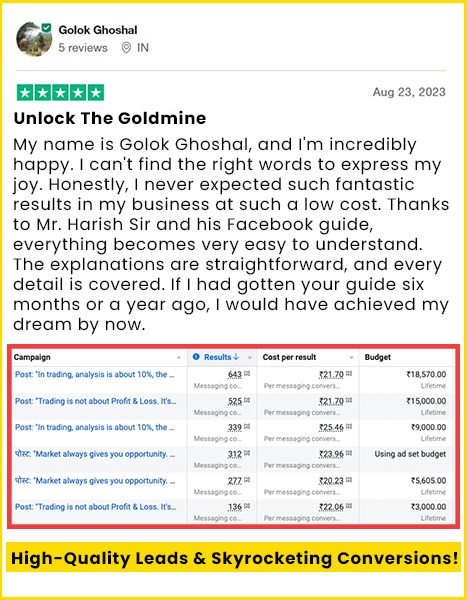 Golok Ghoshal
5 reviews IN
Aug 23, 2023
Unlock The Goldmine
My name is Golok Ghoshal, and I'm incredibly
happy. I can't find the right words to express my
joy. Honestly, I never expected such fantastic
results in my business at such a low cost. Thanks
to Mr. Harish Sir and his Facebook guide,
everything becomes very easy to understand.
The explanations are straightforward, and every
detail is covered. If I had gotten your guide six
months or a year ago, I would have achieved my
dream by now.
Campaign Results ↓ Cost per result Budget
Post: "In trading, analysis is about 10%, the ... 643 [2] ₹21.70 [2] ₹18,570.00
Messaging co... Per messaging convers... Lifetime
Post: "Trading is not about Profit & Loss. It's... 525 [2] ₹21.70 [2] ₹15,000.00
Messaging co... Per messaging convers... Lifetime
Post: "In trading, analysis is about 10%, the ... 339 [2] ₹25.46 [2] ₹9,000.00
Messaging co... Per messaging convers... Lifetime
পোস্ট: "Market always gives you opportunity. ... 312 [2] ₹23.96 [2] Using ad set budget
Messaging co... Per messaging convers...
পোস্ট: "Market always gives you opportunity. ... 277 [2] ₹20.23 [2] ₹5,605.00
Messaging co... Per messaging convers... Lifetime
Post: "Trading is not about Profit & Loss. It's... 136 [2] ₹22.06 [2] ₹3,000.00
Messaging co... Per messaging convers... Lifetime
High-Quality Leads & Skyrocketing Conversions!